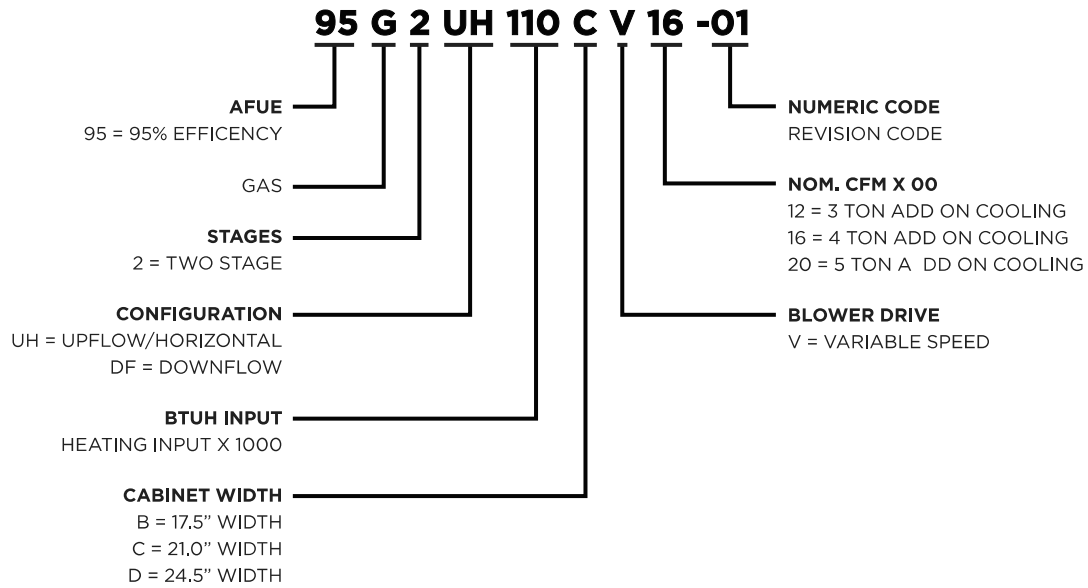 95 G 2 UH 110 C V 16 -01
AFUE
95 = 95% EFFICENCY
GAS
STAGES
2 = TWO STAGE
CONFIGURATION
UH = UPFLOW/HORIZONTAL
DF = DOWNFLOW
BTUH INPUT
HEATING INPUT X 1000
CABINET WIDTH
B = 17.5” WIDTH
C = 21.0” WIDTH
D = 24.5” WIDTH
NUMERIC CODE
REVISION CODE
NOM. CFM X 00
12 = 3 TON ADD ON COOLING
16 = 4 TON ADD ON COOLING
20 = 5 TON A DD ON COOLING
BLOWER DRIVE
V = VARIABLE SPEED